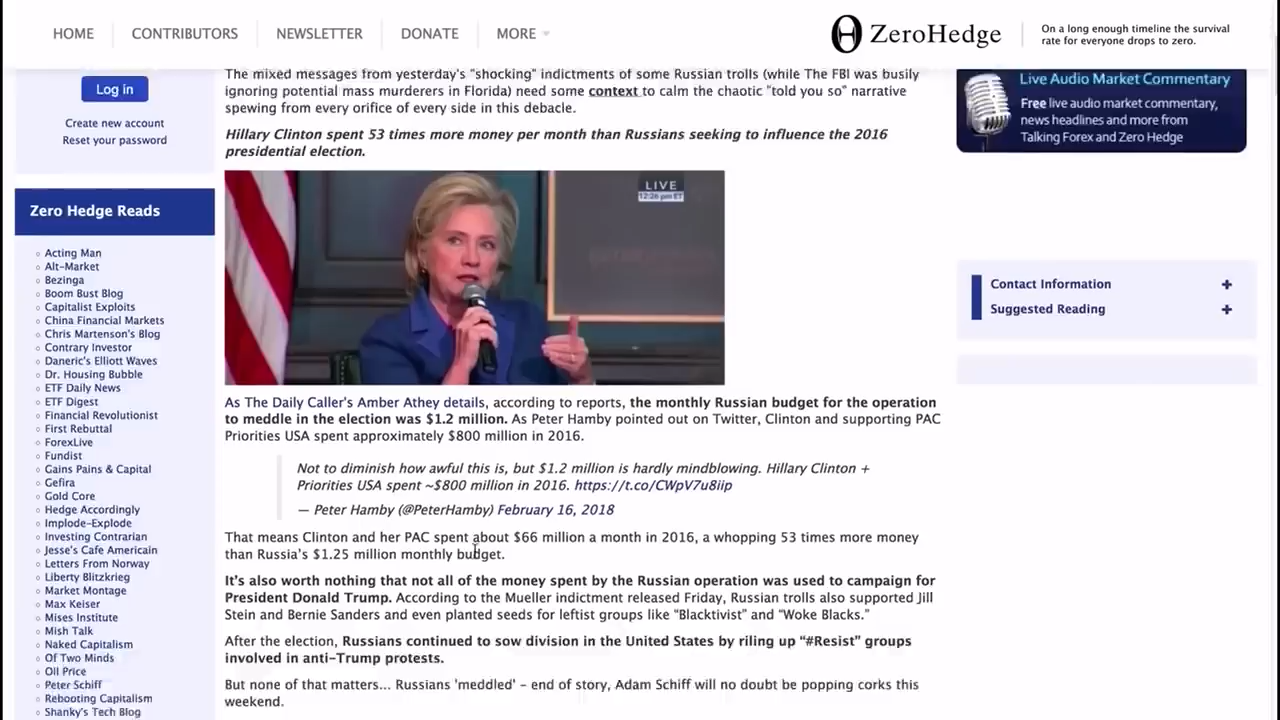 HOME
CONTRIBUTORS
NEWSLETTER
DONATE
MORE
ZeroHedge
On a long enough timeline the survival
rate for everyone drops to zero.
Log in
Create new account
Reset your password
Zero Hedge Reads
Acting Man
Alt-Market
Bezinga
Boom Bust Blog
Capitalist Exploits
China Financial Markets
Chris Martenson's Blog
Contrary Investor
Daneric's Elliott Waves
Dr. Housing Bubble
ETF Daily News
ETF Digest
Financial Revolutionist
First Rebuttal
ForexLive
Fundist
Gains Pains & Capital
Gefira
Gold Core
Hedge Accordingly
Implode-Explode
Investing Contrarian
Jesse's Cafe Americain
Letters From Norway
Liberty Blitzkrieg
Market Montage
Max Keiser
Mises Institute
Mish Talk
Naked Capitalism
Of Two Minds
Oil Price
Peter Schiff
Rebooting Capitalism
Shanky's Tech Blog
The mixed messages from yesterday's "shocking" indictments of some Russian trolls (while The FBI was busily
ignoring potential mass murderers in Florida) need some context to calm the chaotic "told you so" narrative
spewing from every orifice of every side in this debacle.
Hillary Clinton spent 53 times more money per month than Russians seeking to influence the 2016
presidential election.
LIVE
12:26 pm ET
As The Daily Caller's Amber Athey details, according to reports, the monthly Russian budget for the operation
to meddle in the election was $1.2 million. As Peter Hamby pointed out on Twitter, Clinton and supporting PAC
Priorities USA spent approximately $800 million in 2016.
Not to diminish how awful this is, but $1.2 million is hardly mindblowing. Hillary Clinton +
Priorities USA spent ~$800 million in 2016. https://t.co/CWpV7u8iip
— Peter Hamby (@PeterHamby) February 16, 2018
That means Clinton and her PAC spent about $66 million a month in 2016, a whopping 53 times more money
than Russia's $1.25 million monthly budget.
It's also worth nothing that not all of the money spent by the Russian operation was used to campaign for
President Donald Trump. According to the Mueller indictment released Friday, Russian trolls also supported Jill
Stein and Bernie Sanders and even planted seeds for leftist groups like “Blacktivist” and “Woke Blacks.”
After the election, Russians continued to sow division in the United States by riling up “#Resist” groups
involved in anti-Trump protests.
But none of that matters... Russians 'meddled' - end of story, Adam Schiff will no doubt be popping corks this
weekend.
Live Audio Market Commentary
Free live audio market commentary,
news headlines and more from
Talking Forex and Zero Hedge
Contact Information
Suggested Reading